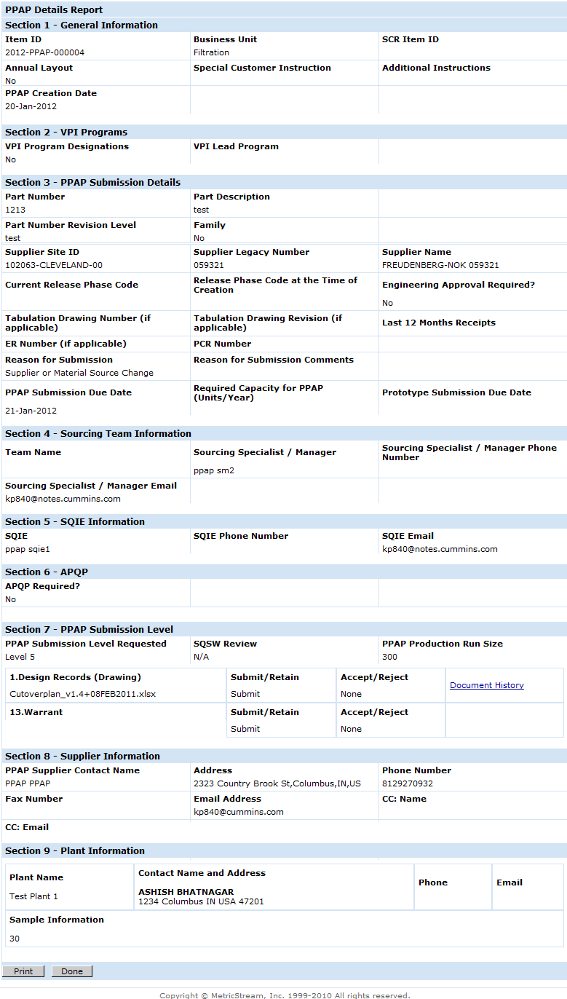 PPAP Details Report
Section 1 - General Information
Item ID
Business Unit
SCR Item ID
2012-PPAP-000004
Filtration
Annual Layout
Special Customer Instruction
Additional Instructions
No
PPAP Creation Date
20-Jan-2012
Section 2 - VPI Programs
VPI Program Designations
VPI Lead Program
No
Section 3 - PPAP Submission Details
Part Number
Part Description
1213
test
Part Number Revision Level
Family
test
No
Supplier Site ID
Supplier Legacy Number
Supplier Name
102063-CLEVELAND-00
059321
FREUDENBERG-NOK 059321
Current Release Phase Code
Release Phase Code at the Time of
Creation
Engineering Approval Required?
No
Tabulation Drawing Number (if
applicable)
Tabulation Drawing Revision (if
applicable)
Last 12 Months Receipts
ER Number (if applicable)
PCR Number
Reason for Submission
Reason for Submission Comments
Supplier or Material Source Change
PPAP Submission Due Date
Required Capacity for PPAP
(Units/Year)
Prototype Submission Due Date
21-Jan-2012
Section 4 - Sourcing Team Information
Team Name
Sourcing Specialist / Manager
Sourcing Specialist / Manager Phone
Number
ppap sm2
Sourcing Specialist / Manager Email
kp840@notes.cummins.com
Section 5 - SQIE Information
SQIE
SQIE Phone Number
SQIE Email
ppap sqie1
kp840@notes.cummins.com
Section 6 - APQP
APQP Required?
No
Section 7 - PPAP Submission Level
PPAP Submission Level Requested
SQSW Review
PPAP Production Run Size
Level 5
N/A
300
1.Design Records (Drawing)
Submit/Retain
Accept/Reject
Document History
Cutoverplan_v1.4+08FEB2011.xlsx
Submit
None
13.Warrant
Submit/Retain
Accept/Reject
Submit
None
Section 8 - Supplier Information
PPAP Supplier Contact Name
Address
Phone Number
PPAP PPAP
2323 Country Brook St,Columbus,IN,US
8129270932
Fax Number
Email Address
CC: Name
kp840@cummins.com
CC: Email
Section 9 - Plant Information
Plant Name
Contact Name and Address
Phone
Email
Test Plant 1
ASHISH BHATNAGAR
1234 Columbus IN USA 47201
Sample Information
30
Print
Done
Copyright © MetricStream, Inc. 1999-2010 All rights reserved.